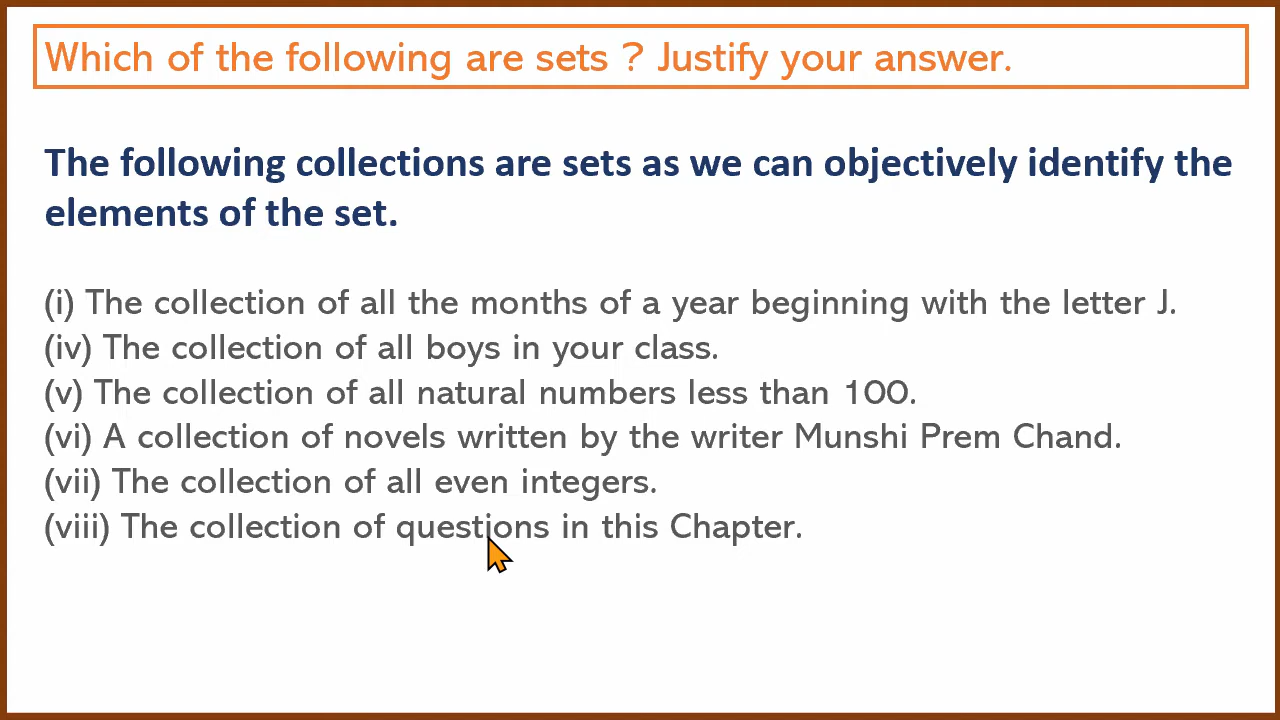 Which of the following are sets ? Justify your answer.
The following collections are sets as we can objectively identify the
elements of the set.
(i) The collection of all the months of a year beginning with the letter J.
(iv) The collection of all boys in your class.
(v) The collection of all natural numbers less than 100.
(vi) A collection of novels written by the writer Munshi Prem Chand.
(vii) The collection of all even integers.
(viii) The collection of questions in this Chapter.